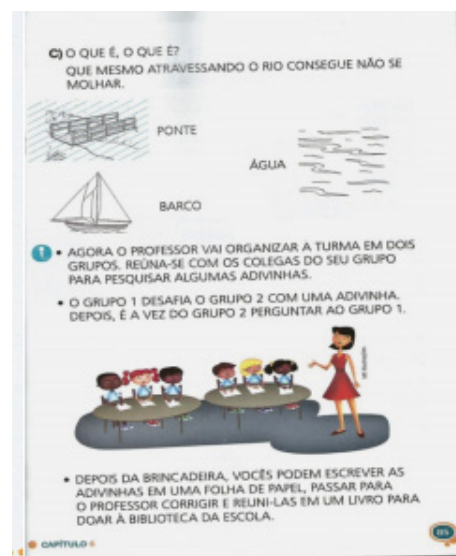 C) O QUE É, O QUE É?
QUE MESMO ATRAVESSANDO O RIO CONSEGUE NÃO SE
MOLHAR.
PONTE
ÁGUA
BARCO
• AGORA O PROFESSOR VAI ORGANIZAR A TURMA EM DOIS
GRUPOS. REÚNA-SE COM OS COLEGAS DO SEU GRUPO
PARA PESQUISAR ALGUMAS ADIVINHAS.
• O GRUPO 1 DESAFIA O GRUPO 2 COM UMA ADIVINHA.
DEPOIS, É A VEZ DO GRUPO 2 PERGUNTAR AO GRUPO 1.
• DEPOIS DA BRINCADEIRA, VOCÊS PODEM ESCREVER AS
ADIVINHAS EM UMA FOLHA DE PAPEL, PASSAR PARA
O PROFESSOR CORRIGIR E REUNI-LAS EM UM LIVRO PARA
DOAR À BIBLIOTECA DA ESCOLA.
CAPÍTULO